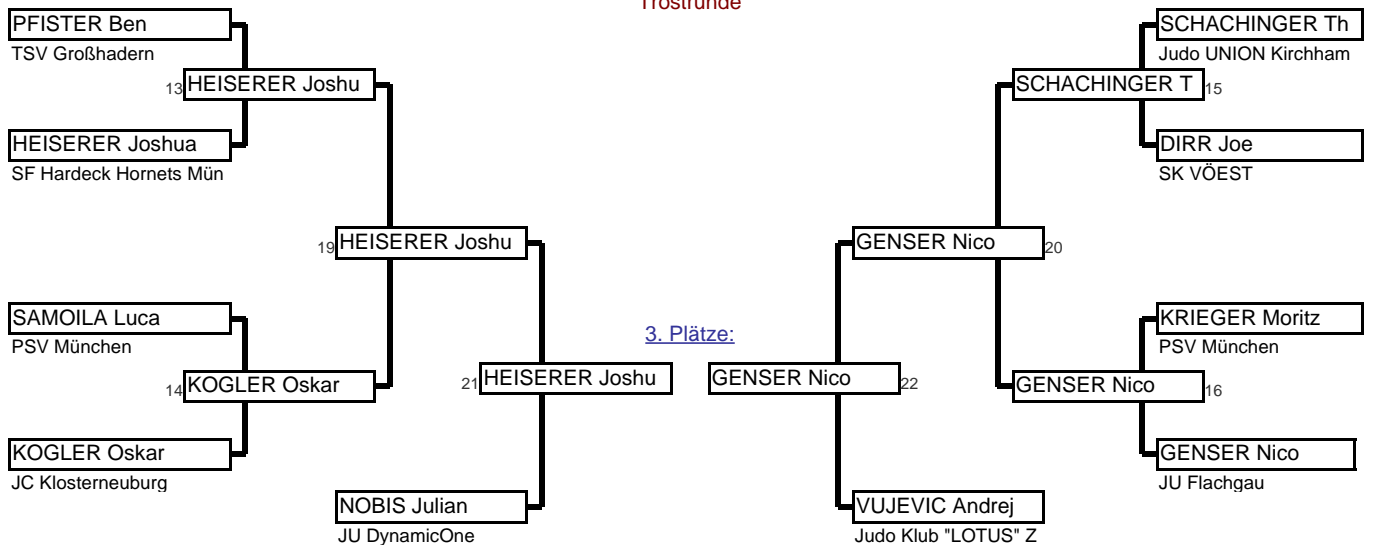 Trostrunde
PFISTER Ben
TSV Großhadern
13 HEISERER Joshu
HEISERER Joshua
SF Hardeck Hornets Mün
19 HEISERER Joshu
SAMOILA Luca
PSV München
14 KOGLER Oskar
KOGLER Oskar
JC Klosterneuburg
21 HEISERER Joshu
NOBIS Julian
JU DynamicOne
3. Plätze:
SCHACHINGER Th
Judo UNION Kirchham
SCHACHINGER T 15
DIRR Joe
SK VÖEST
GENSER Nico 20
KRIEGER Moritz
PSV München
GENSER Nico 16
GENSER Nico
JU Flachgau
GENSER Nico 22
VUJEVIC Andrej
Judo Klub "LOTUS" Z